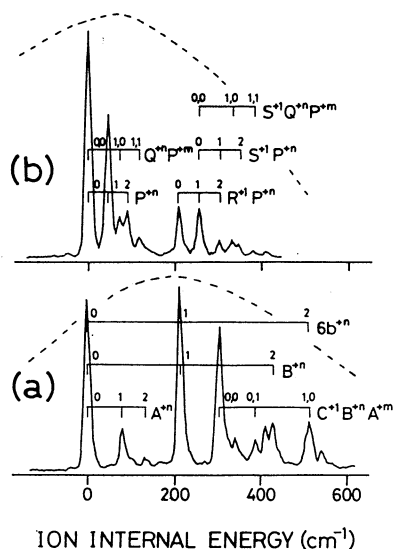 0,0 1,0 1,1 S+1Q+nP+m
0,0 1,0 1,1 Q+nP+m 0 1 2 S+1P+n
(b)
0 1 2 P+n 0 1 2 R+1P+n
0 1 2 6b+n
0 1 2 B+n
(a)
0 1 2 A+n 0,0 0,1 1,0 C+1B+nA+m
0 200 400 600
ION INTERNAL ENERGY (cm-1)